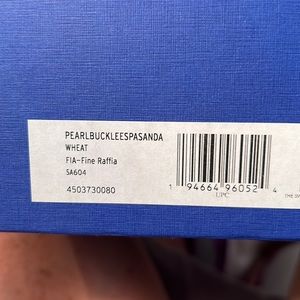 PEARLBUCKLEESPASANDA
WHEAT
FIA-Fine Raffia
SA604
4503730080
1 94664 96052 4
UPC